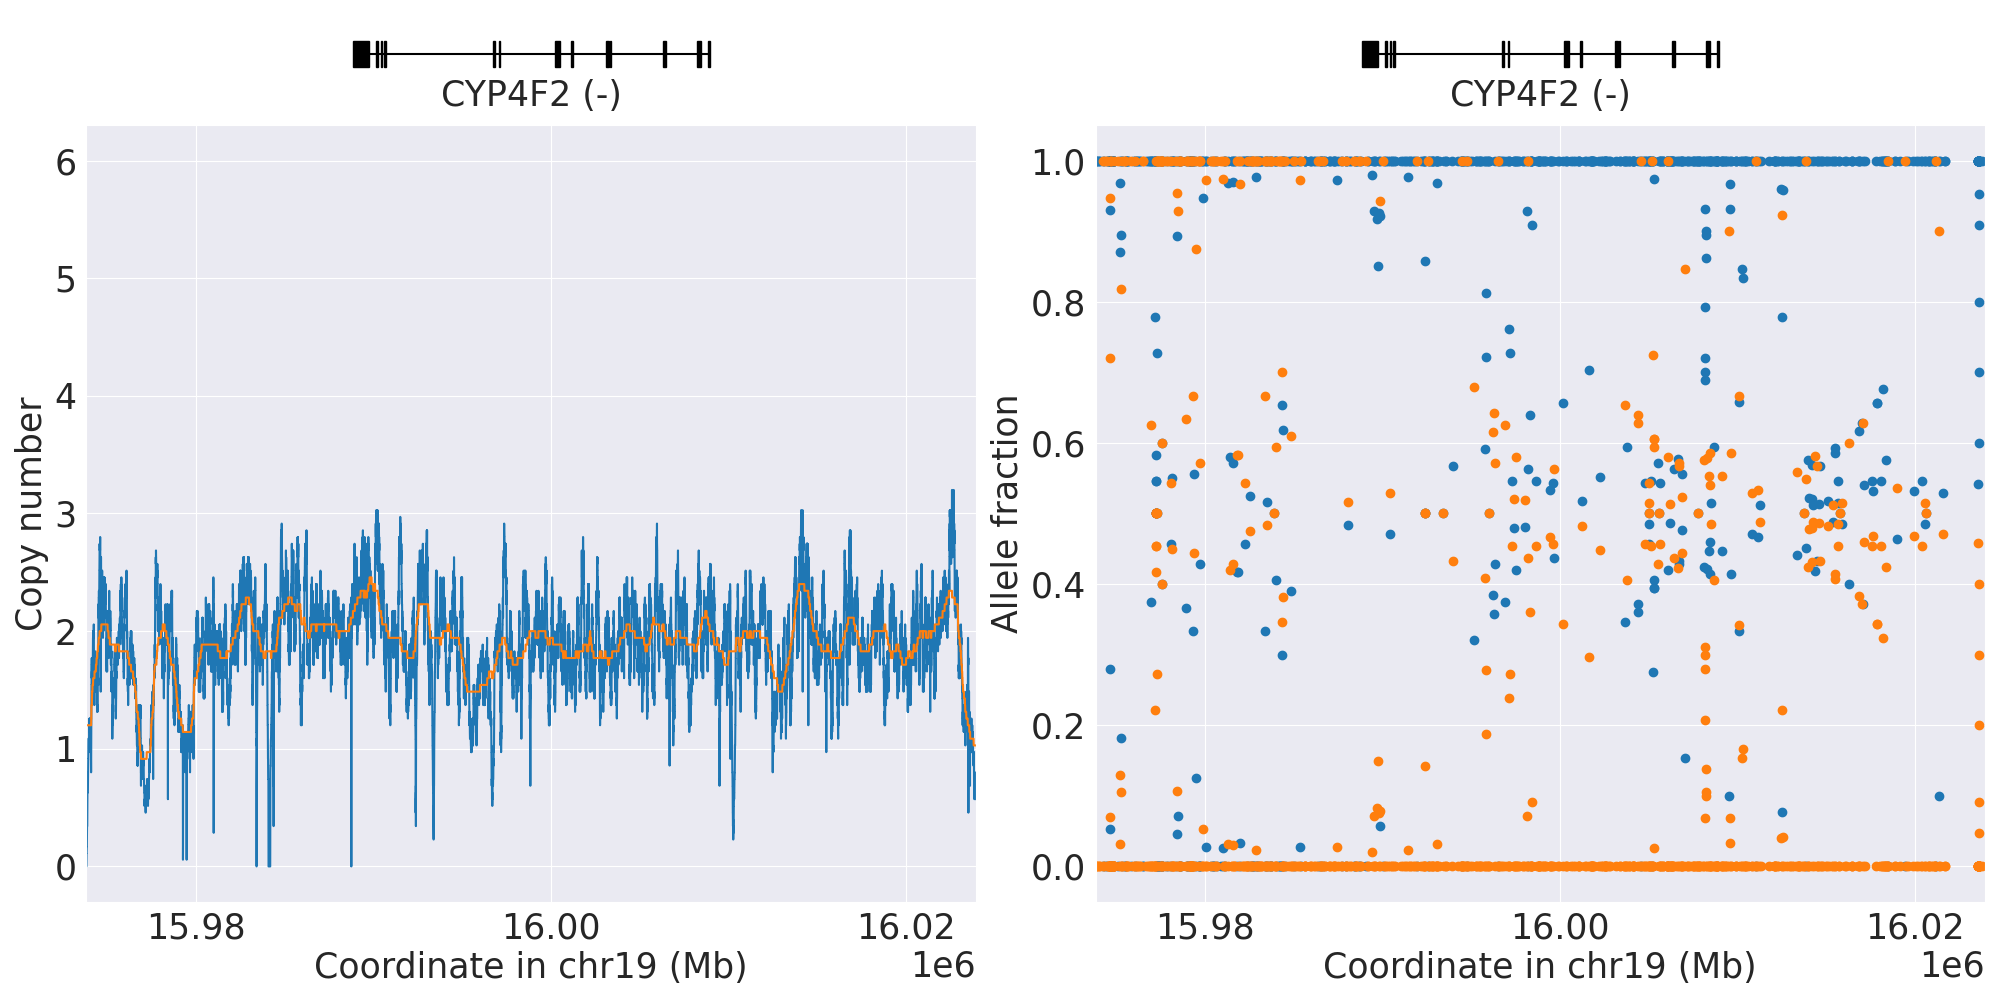 CYP4F2 (-)
6
5
4
3
2
1
0
Copy number
15.98
16.00
16.02
Coordinate in chr19 (Mb)
1e6
CYP4F2 (-)
1.0
0.8
0.6
0.4
0.2
0.0
Allele fraction
15.98
16.00
16.02
Coordinate in chr19 (Mb)
1e6